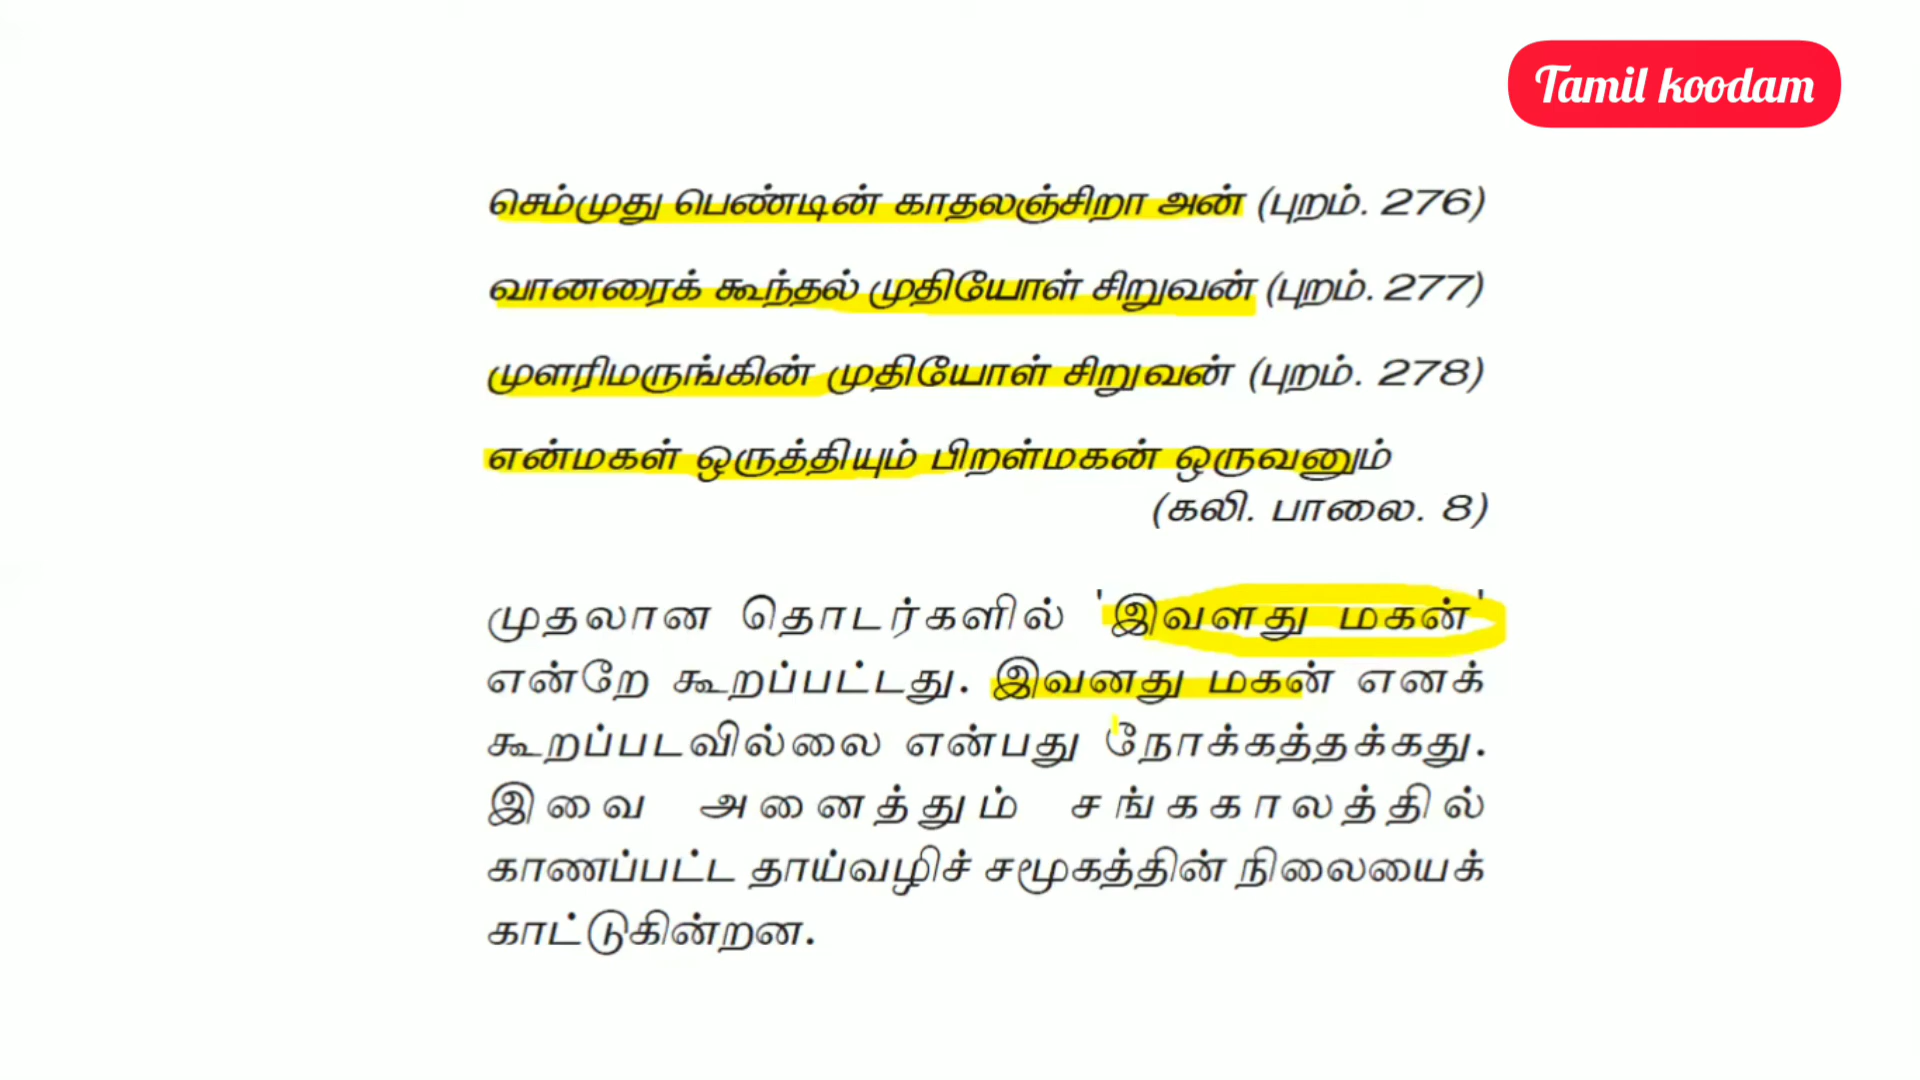 Tamil koodam
செம்முது பெண்டின் காதலஞ்சிறா அன் (புறம். 276)
வானரைக் கூந்தல் முதியோள் சிறுவன் (புறம். 277)
முளரிமருங்கின் முதியோள் சிறுவன் (புறம். 278)
என்மகள் ஒருத்தியும் பிறள்மகன் ஒருவனும்
(கலி. பாலை. 8)
முதலான தொடர்களில் 'இவளது மகன்'
என்றே கூறப்பட்டது. இவனது மகன் எனக்
கூறப்படவில்லை என்பது நோக்கத்தக்கது.
இவை அனைத்தும் சங்ககாலத்தில்
காணப்பட்ட தாய்வழிச் சமூகத்தின் நிலையைக்
காட்டுகின்றன.